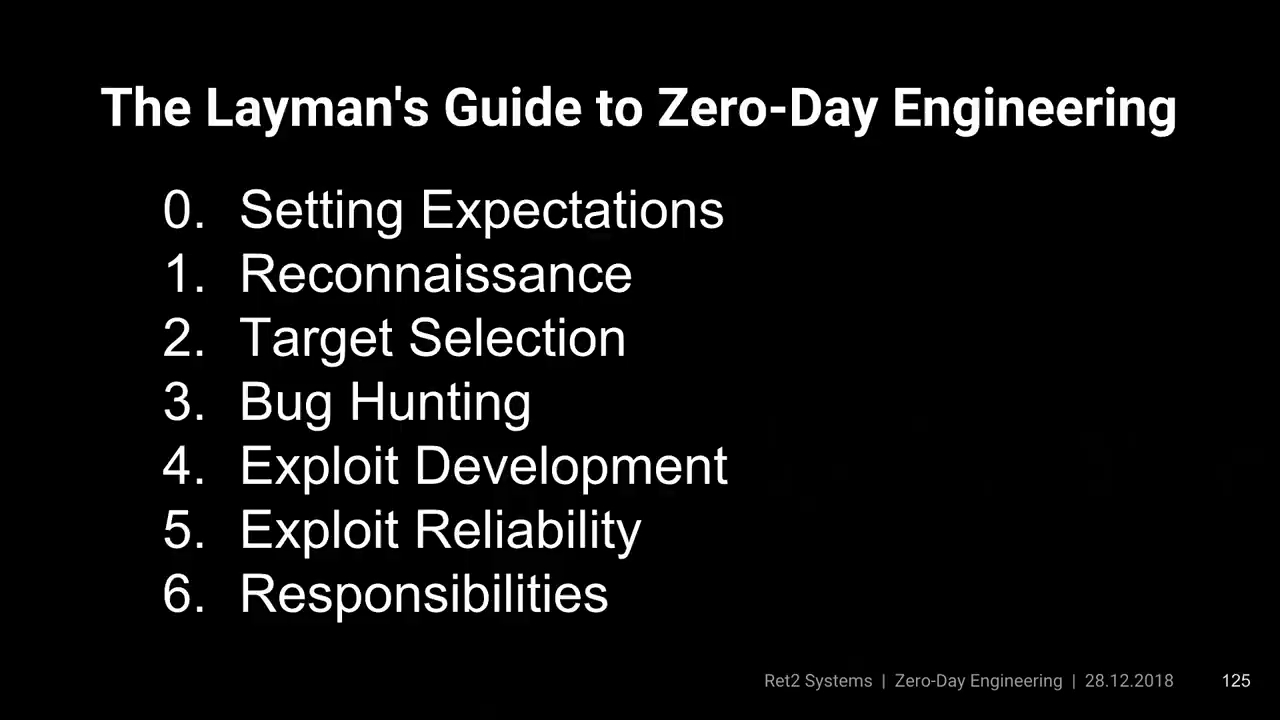 The Layman's Guide to Zero-Day Engineering
0. Setting Expectations
1. Reconnaissance
2. Target Selection
3. Bug Hunting
4. Exploit Development
5. Exploit Reliability
6. Responsibilities
Ret2 Systems | Zero-Day Engineering | 28.12.2018 125